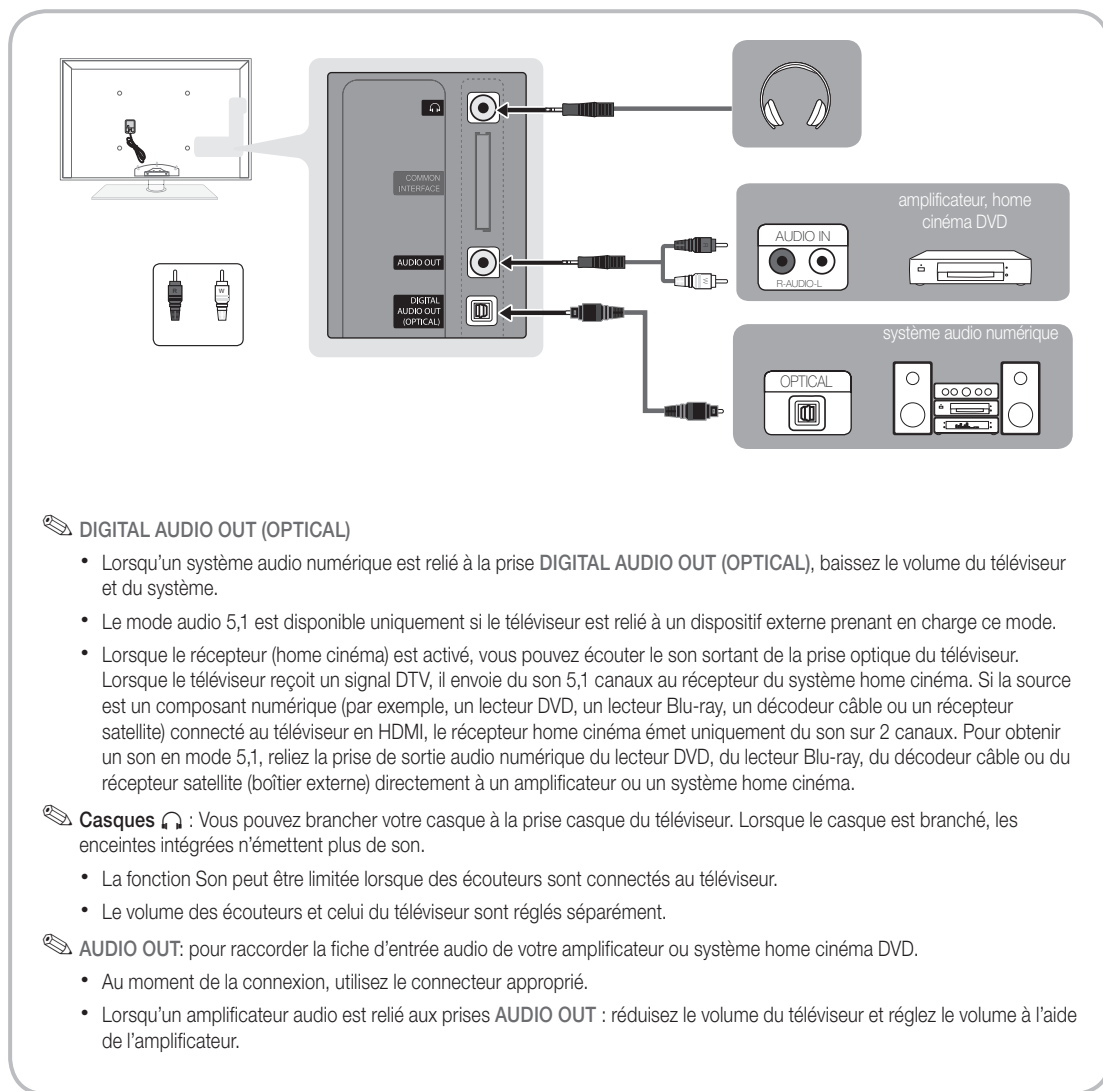 COMMON
INTERFACE
AUDIO OUT
DIGITAL
AUDIO OUT
(OPTICAL)
R
W
R
W
amplificateur, home
cinéma DVD
AUDIO IN
R-AUDIO-L
système audio numérique
OPTICAL
DIGITAL AUDIO OUT (OPTICAL)
• Lorsqu’un système audio numérique est relié à la prise DIGITAL AUDIO OUT (OPTICAL), baissez le volume du téléviseur
et du système.
• Le mode audio 5,1 est disponible uniquement si le téléviseur est relié à un dispositif externe prenant en charge ce mode.
• Lorsque le récepteur (home cinéma) est activé, vous pouvez écouter le son sortant de la prise optique du téléviseur.
Lorsque le téléviseur reçoit un signal DTV, il envoie du son 5,1 canaux au récepteur du système home cinéma. Si la source
est un composant numérique (par exemple, un lecteur DVD, un lecteur Blu-ray, un décodeur câble ou un récepteur
satellite) connecté au téléviseur en HDMI, le récepteur home cinéma émet uniquement du son sur 2 canaux. Pour obtenir
un son en mode 5,1, reliez la prise de sortie audio numérique du lecteur DVD, du lecteur Blu-ray, du décodeur câble ou du
récepteur satellite (boîtier externe) directement à un amplificateur ou un système home cinéma.
Casques : Vous pouvez brancher votre casque à la prise casque du téléviseur. Lorsque le casque est branché, les
enceintes intégrées n’émettent plus de son.
• La fonction Son peut être limitée lorsque des écouteurs sont connectés au téléviseur.
• Le volume des écouteurs et celui du téléviseur sont réglés séparément.
AUDIO OUT: pour raccorder la fiche d’entrée audio de votre amplificateur ou système home cinéma DVD.
• Au moment de la connexion, utilisez le connecteur approprié.
• Lorsqu’un amplificateur audio est relié aux prises AUDIO OUT : réduisez le volume du téléviseur et réglez le volume à l’aide
de l’amplificateur.